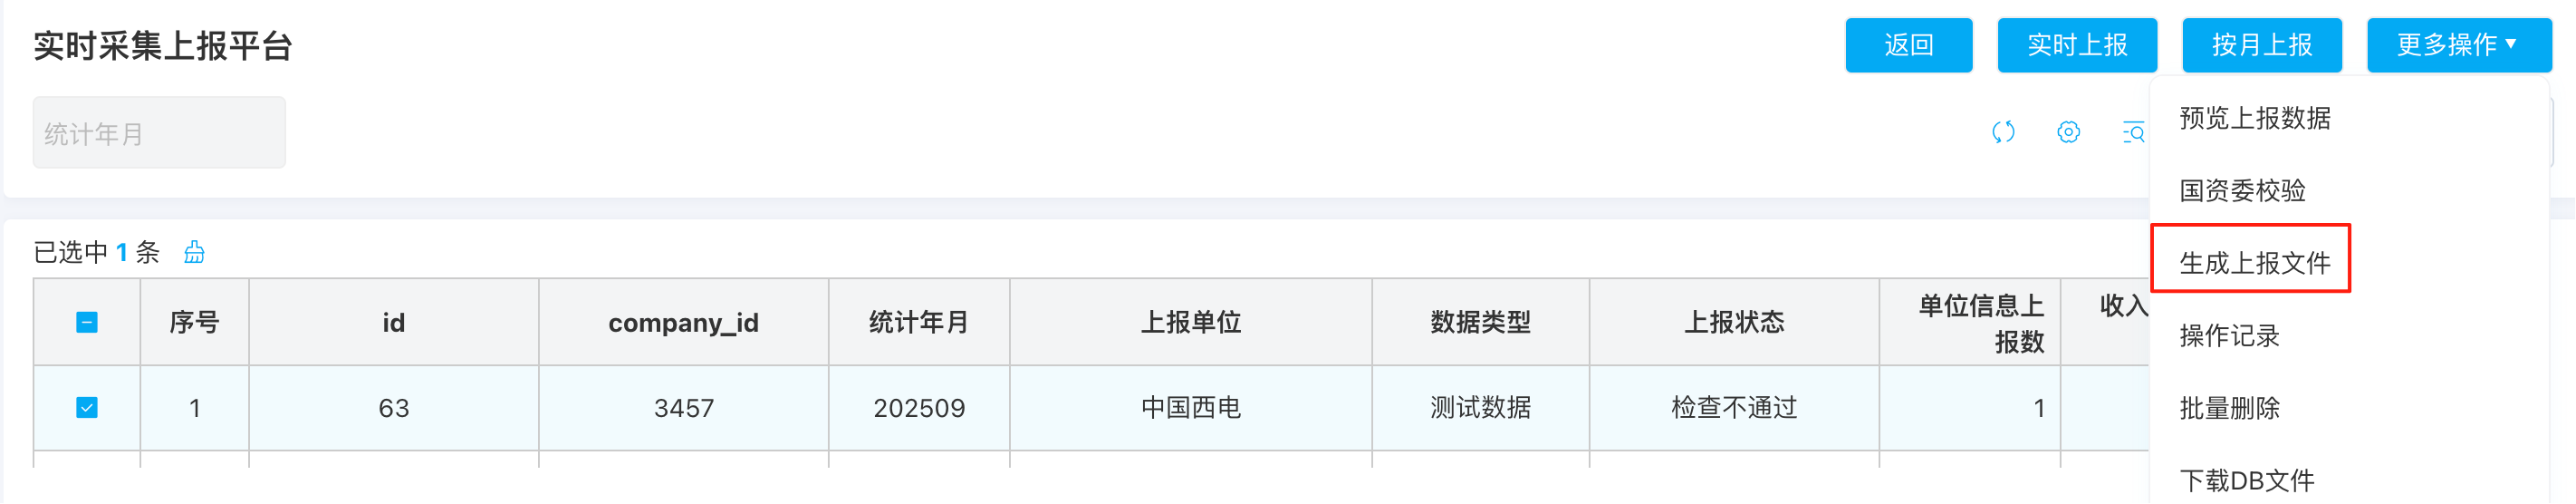 实时采集上报平台
返回
实时上报
按月上报
更多操作▼
统计年月
预览上报数据
国资委校验
生成上报文件
操作记录
批量删除
下载DB文件
已选中 1 条
序号 id company_id 统计年月 上报单位 数据类型 上报状态 单位信息上 收入
报数
1 63 3457 202509 中国西电 测试数据 检查不通过 1